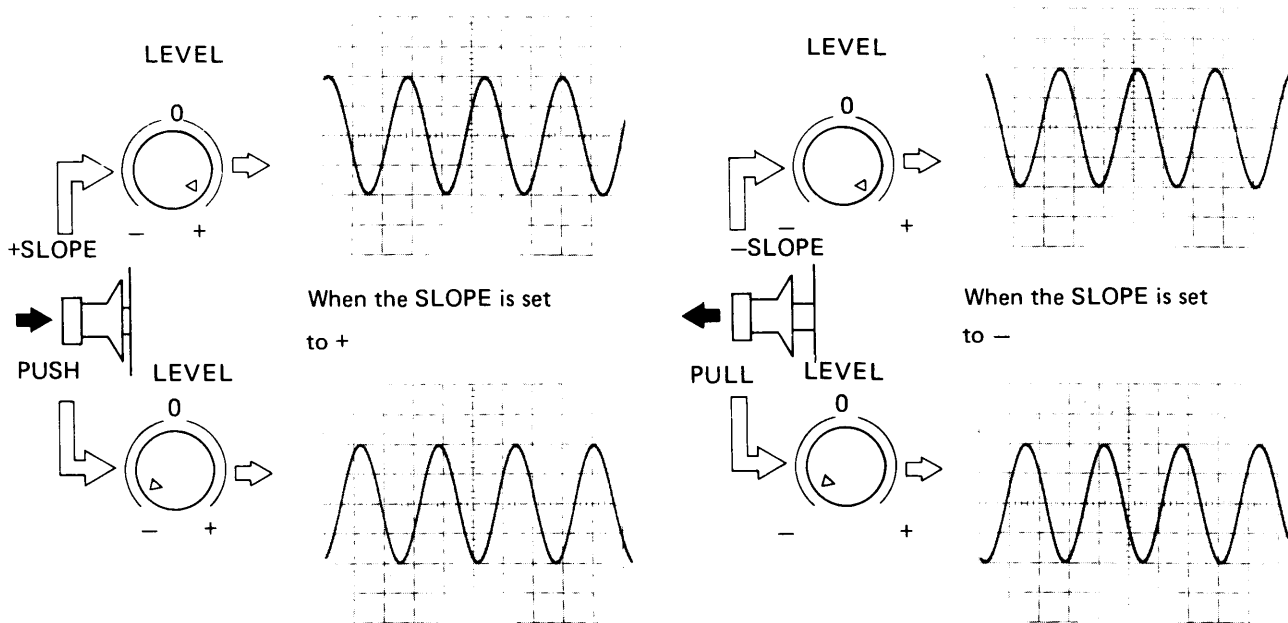 LEVEL
0
− +
+SLOPE
When the SLOPE is set
to +
PUSH
LEVEL
0
− +
LEVEL
0
− +
−SLOPE
When the SLOPE is set
to −
PULL
LEVEL
0
− +